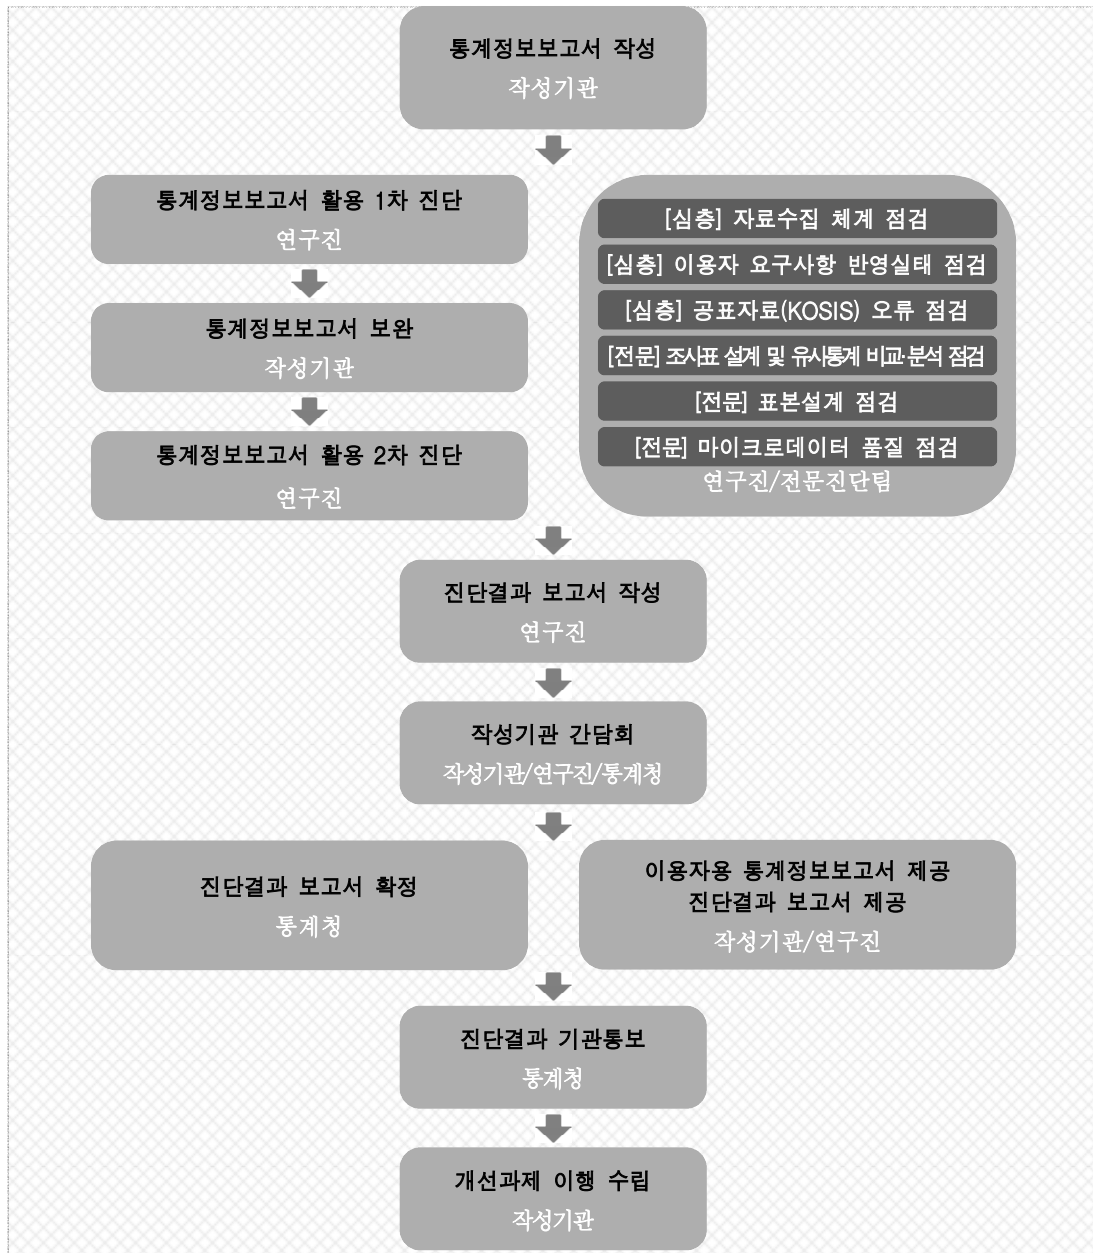 통계정보보고서 작성
작성기관
통계정보보고서 활용 1차 진단
연구진
통계정보보고서 보완
작성기관
통계정보보고서 활용 2차 진단
연구진
[심층] 자료수집 체계 점검
[심층] 이용자 요구사항 반영실태 점검
[심층] 공표자료(KOSIS) 오류 점검
[전문] 조사표 설계 및 유사통계 비교·분석 점검
[전문] 표본설계 점검
[전문] 마이크로데이터 품질 점검
연구진/전문진단팀
진단결과 보고서 작성
연구진
작성기관 간담회
작성기관/연구진/통계청
진단결과 보고서 확정
통계청
이용자용 통계정보보고서 제공
진단결과 보고서 제공
작성기관/연구진
진단결과 기관통보
통계청
개선과제 이행 수립
작성기관